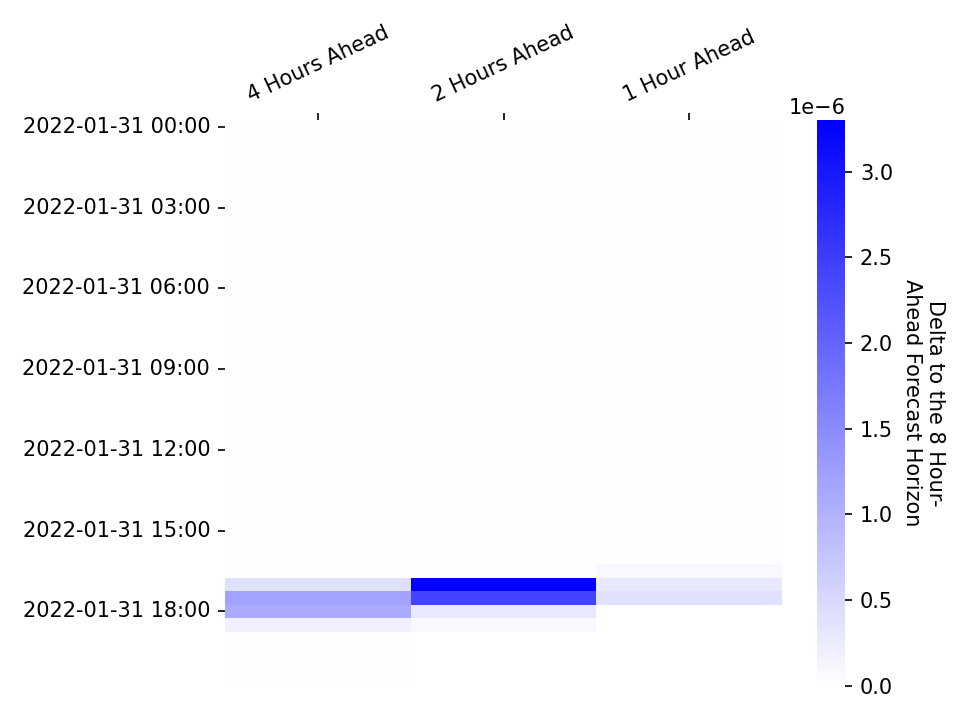 4 Hours Ahead
2 Hours Ahead
1 Hour Ahead
1e−6
2022-01-31 00:00
2022-01-31 03:00
2022-01-31 06:00
2022-01-31 09:00
2022-01-31 12:00
2022-01-31 15:00
2022-01-31 18:00
3.0
2.5
2.0
1.5
1.0
0.5
0.0
Delta to the 8 Hour-
Ahead Forecast Horizon